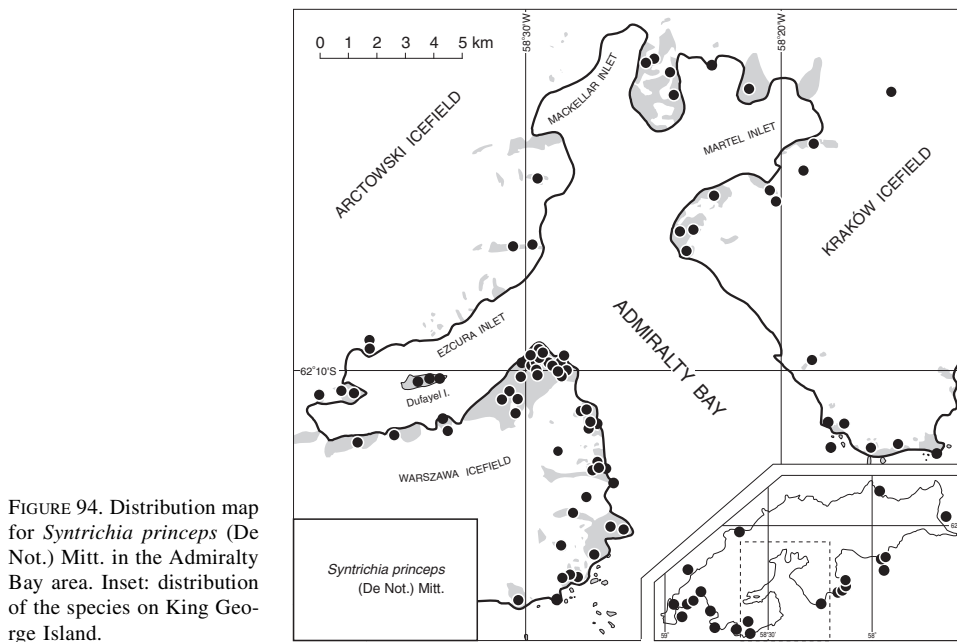 0 1 2 3 4 5 km
58°30'W
58°20'W
MACKELLAR INLET
MARTEL INLET
ARCTOWSKI ICEFIELD
KRAKÓW ICEFIELD
EZCURA INLET
ADMIRALTY BAY
62°10'S
Dufayel I.
WARSZAWA ICEFIELD
Syntrichia princeps
(De Not.) Mitt.
62
59°
58°30'
58°
FIGURE 94. Distribution map
for Syntrichia princeps (De
Not.) Mitt. in the Admiralty
Bay area. Inset: distribution
of the species on King Geo-
rge Island.